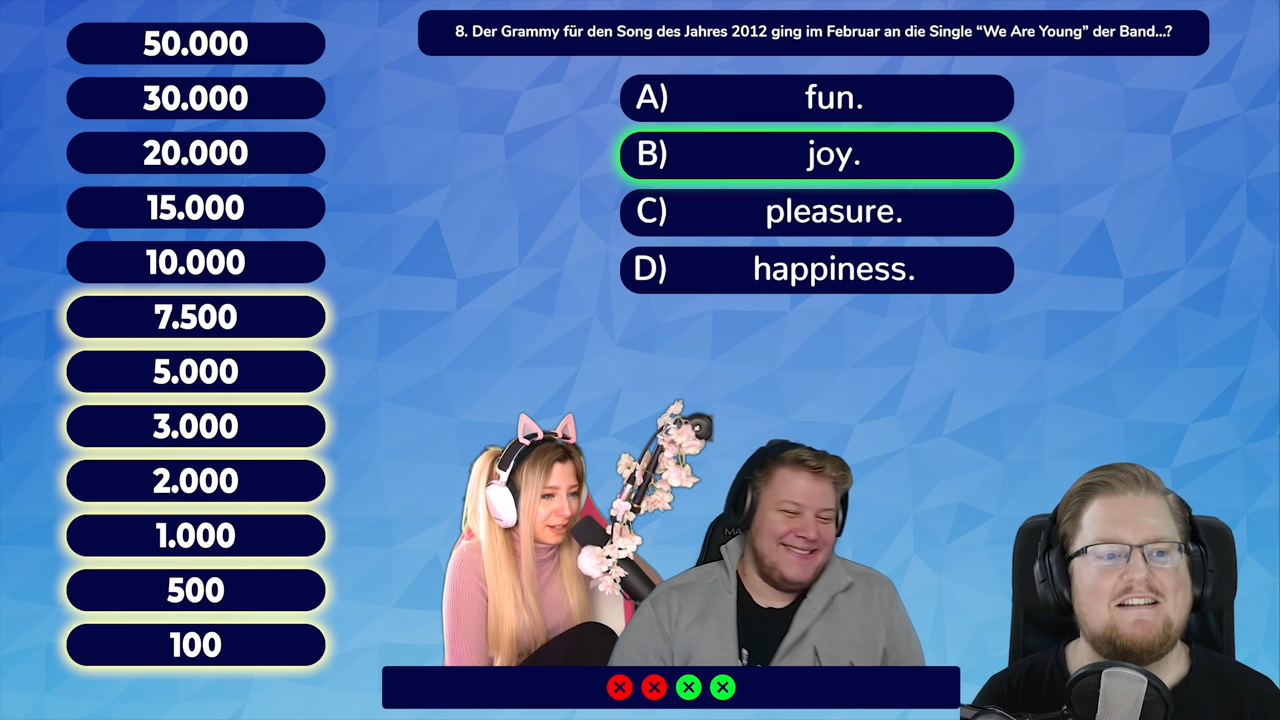 50.000
30.000
20.000
15.000
10.000
7.500
5.000
3.000
2.000
1.000
500
100
8. Der Grammy für den Song des Jahres 2012 ging im Februar an die Single “We Are Young” der Band...?
A) fun.
B) joy.
C) pleasure.
D) happiness.